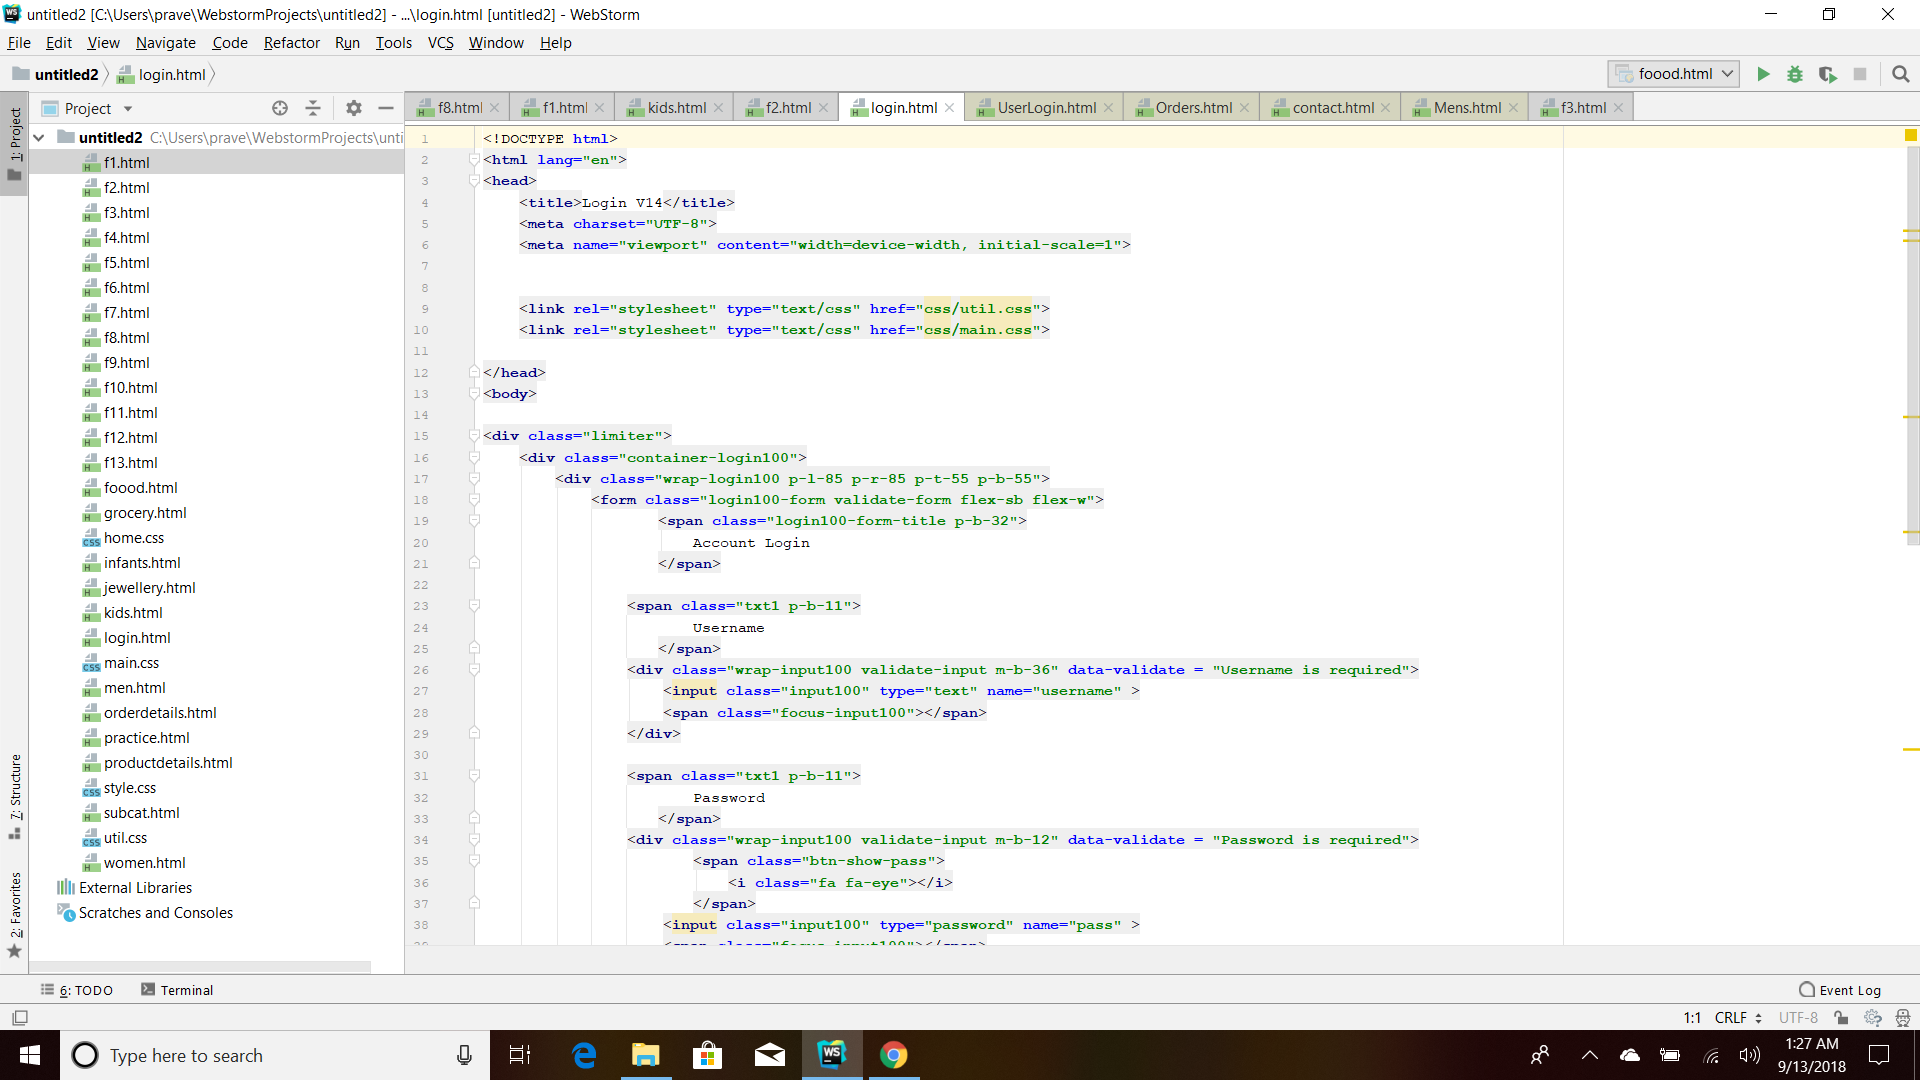 untitled2 [C:\Users\prave\WebstormProjects\untitled2] - ...\login.html [untitled2] - WebStorm
File Edit View Navigate Code Refactor Run Tools VCS Window Help
untitled2 login.html foood.html
Project
f8.html f1.html kids.html f2.html login.html UserLogin.html Orders.html contact.html Mens.html f3.html
1: Project
7: Structure
2: Favorites
untitled2 C:\Users\prave\WebstormProjects\unti
f1.html
f2.html
f3.html
f4.html
f5.html
f6.html
f7.html
f8.html
f9.html
f10.html
f11.html
f12.html
f13.html
foood.html
grocery.html
home.css
infants.html
jewellery.html
kids.html
login.html
main.css
men.html
orderdetails.html
practice.html
productdetails.html
style.css
subcat.html
util.css
women.html
External Libraries
Scratches and Consoles
1 <!DOCTYPE html>
2 <html lang="en">
3 <head>
4 <title>Login V14</title>
5 <meta charset="UTF-8">
6 <meta name="viewport" content="width=device-width, initial-scale=1">
7
8
9 <link rel="stylesheet" type="text/css" href="css/util.css">
10 <link rel="stylesheet" type="text/css" href="css/main.css">
11
12 </head>
13 <body>
14
15 <div class="limiter">
16 <div class="container-login100">
17 <div class="wrap-login100 p-l-85 p-r-85 p-t-55 p-b-55">
18 <form class="login100-form validate-form flex-sb flex-w">
19 <span class="login100-form-title p-b-32">
20 Account Login
21 </span>
22
23 <span class="txt1 p-b-11">
24 Username
25 </span>
26 <div class="wrap-input100 validate-input m-b-36" data-validate = "Username is required">
27 <input class="input100" type="text" name="username" >
28 <span class="focus-input100"></span>
29 </div>
30
31 <span class="txt1 p-b-11">
32 Password
33 </span>
34 <div class="wrap-input100 validate-input m-b-12" data-validate = "Password is required">
35 <span class="btn-show-pass">
36 <i class="fa fa-eye"></i>
37 </span>
38 <input class="input100" type="password" name="pass" >
6: TODO Terminal Event Log
1:1 CRLF UTF-8
Type here to search
1:27 AM
9/13/2018